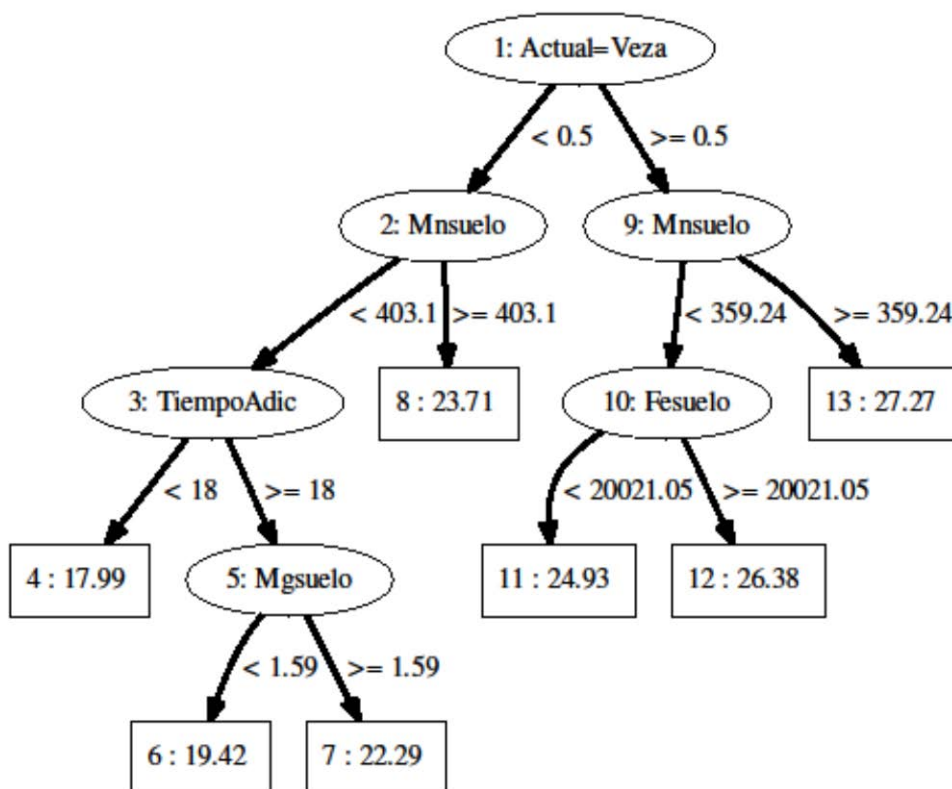 1: Actual=Veza
< 0.5
>= 0.5
2: Mnsuelo
9: Mnsuelo
< 403.1
>= 403.1
< 359.24
>= 359.24
3: TiempoAdic
8 : 23.71
10: Fesuelo
13 : 27.27
< 18
>= 18
< 20021.05
>= 20021.05
4 : 17.99
5: Mgsuelo
11 : 24.93
12 : 26.38
< 1.59
>= 1.59
6 : 19.42
7 : 22.29